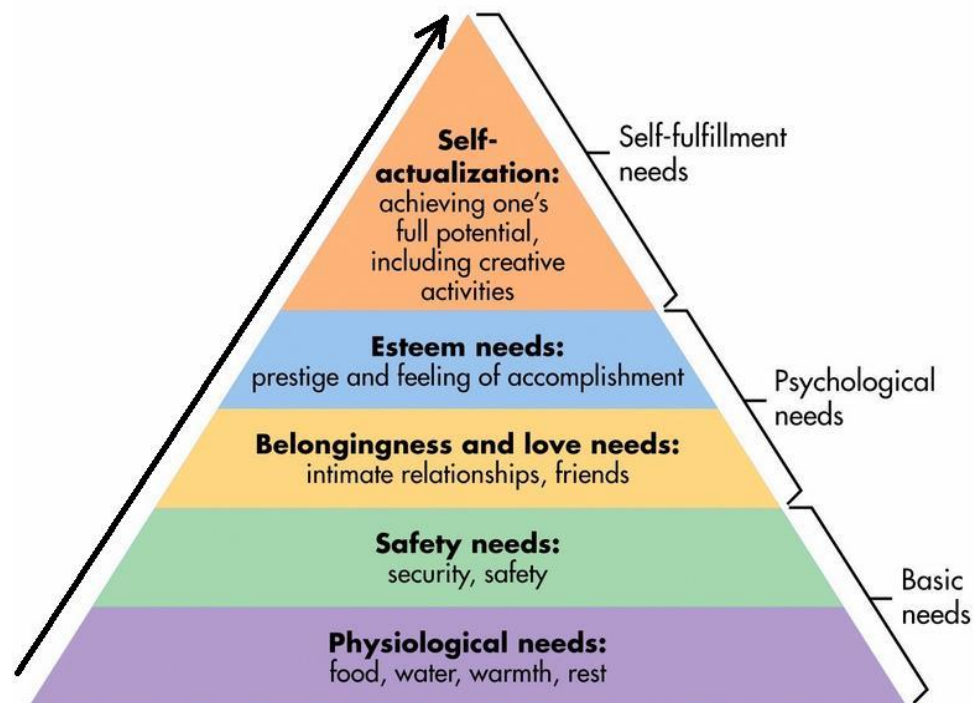 Self-
actualization:
achieving one's
full potential,
including creative
activities
Self-fulfillment
needs
Esteem needs:
prestige and feeling of accomplishment
Psychological
needs
Belongingness and love needs:
intimate relationships, friends
Safety needs:
security, safety
Basic
needs
Physiological needs:
food, water, warmth, rest